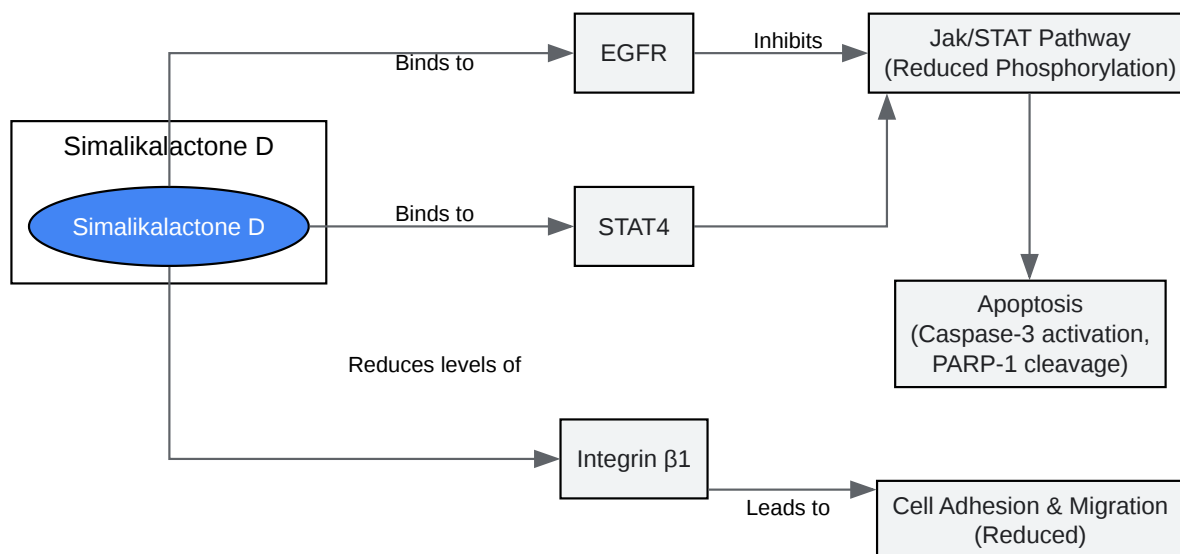 Binds to
EGFR
Inhibits
Jak/STAT Pathway
(Reduced Phosphorylation)
Simalikalactone D
Simalikalactone D
Binds to
STAT4
Apoptosis
(Caspase-3 activation,
PARP-1 cleavage)
Reduces levels of
Integrin β1
Leads to
Cell Adhesion & Migration
(Reduced)